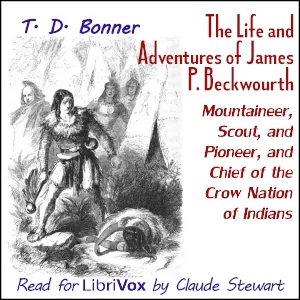 T. D. Bonner
The Life and
Adventures of James
P. Beckwourth
Mountaineer,
Scout, and
Pioneer, and
Chief of the
Crow Nation
of Indians
Read for LibriVox by Claude Stewart